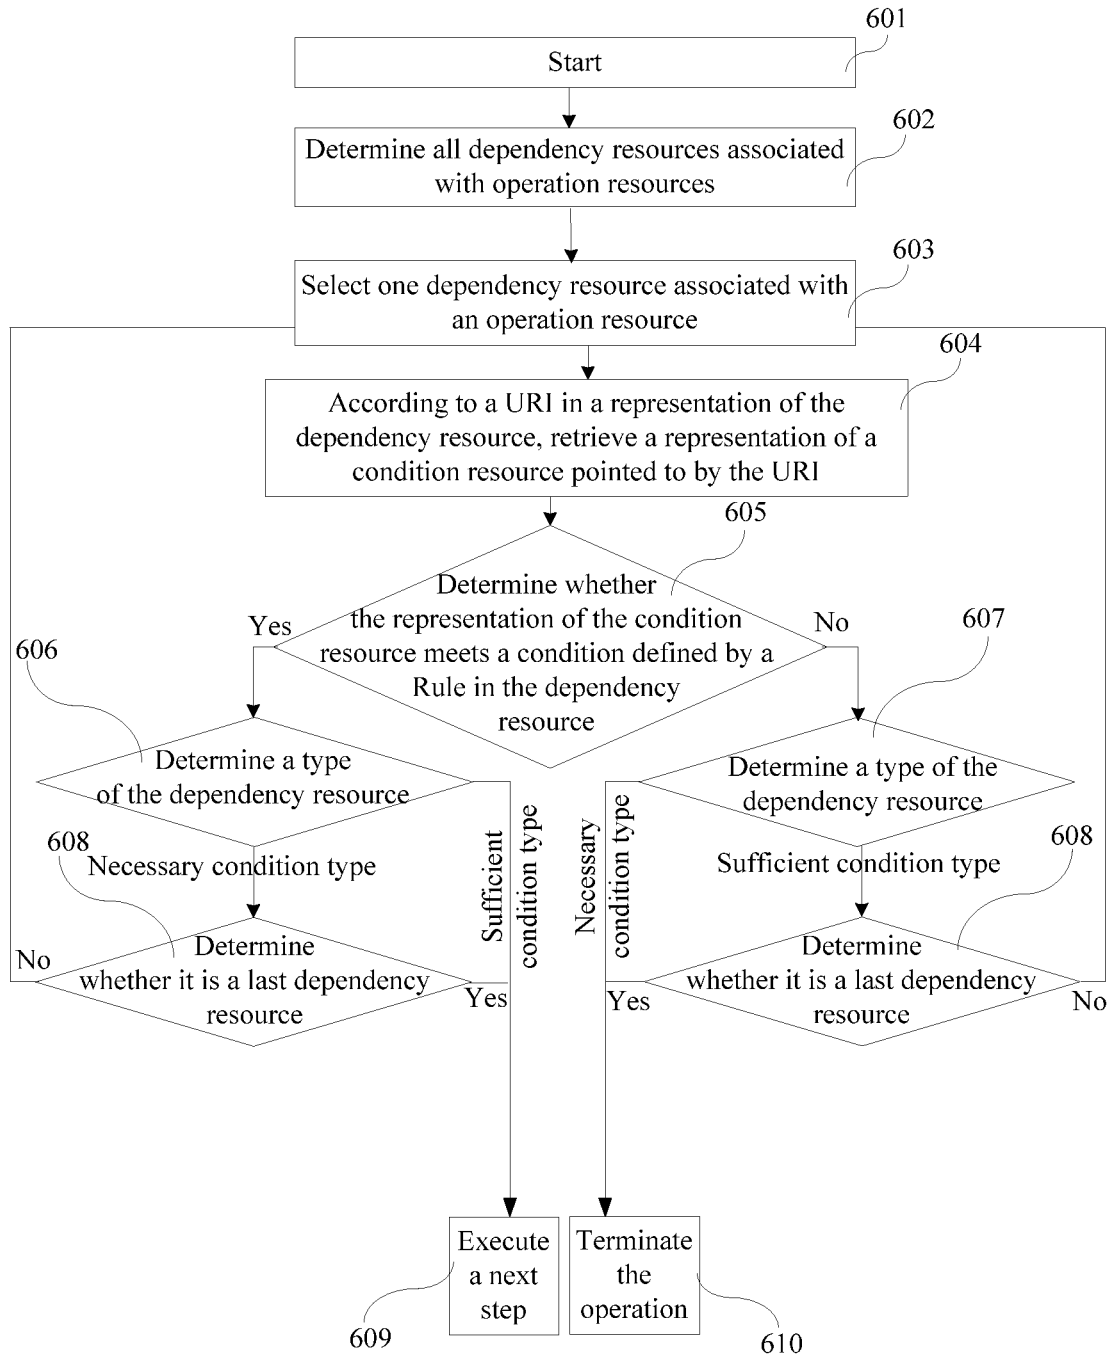 601
Start
602
Determine all dependency resources associated
with operation resources
603
Select one dependency resource associated with
an operation resource
604
According to a URI in a representation of the
dependency resource, retrieve a representation of a
condition resource pointed to by the URI
605
Determine whether
the representation of the condition
resource meets a condition defined by a
Rule in the dependency
resource
Yes
No
606
607
Determine a type
of the dependency resource
Determine a type of the
dependency resource
608
Necessary condition type
Sufficient
condition type
Necessary
condition type
Sufficient condition type
608
Determine
whether it is a last dependency
resource
No
Yes
Determine
whether it is a last dependency
resource
Yes
No
Execute
a next
step
609
Terminate
the
operation
610